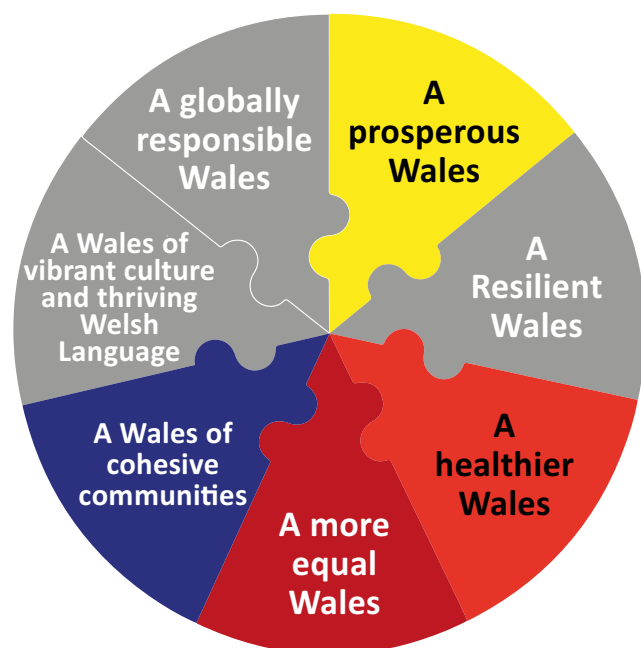 A
prosperous
Wales
A
Resilient
Wales
A
healthier
Wales
A more
equal
Wales
A Wales of
cohesive
communities
A Wales of
vibrant culture
and thriving
Welsh
Language
A globally
responsible
Wales